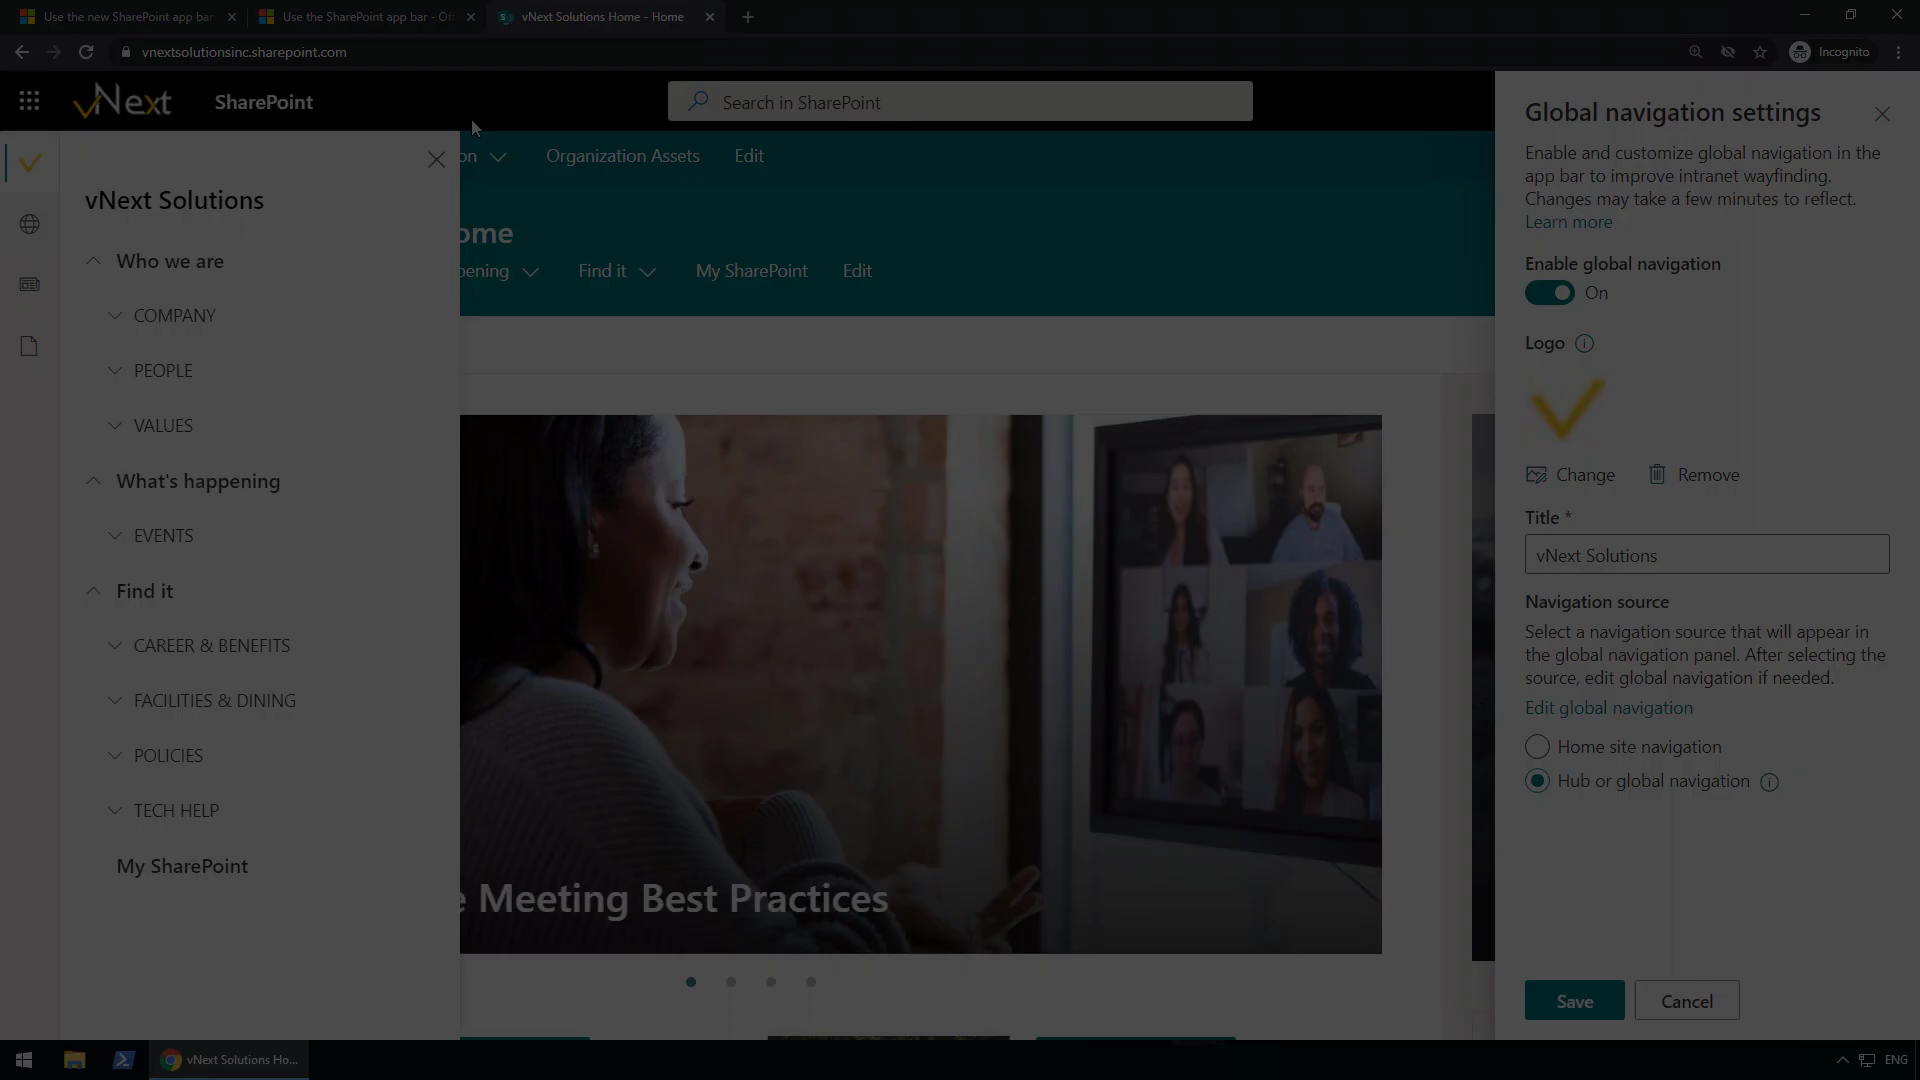 Use the new SharePoint app bar
Use the SharePoint app bar - Off
vNext Solutions Home - Home
vnextsolutionsinc.sharepoint.com
Incognito
vNext
SharePoint
Search in SharePoint
on
Organization Assets
Edit
ome
pening
Find it
My SharePoint
Edit
vNext Solutions
Who we are
COMPANY
PEOPLE
VALUES
What's happening
EVENTS
Find it
CAREER & BENEFITS
FACILITIES & DINING
POLICIES
TECH HELP
My SharePoint
e Meeting Best Practices
Global navigation settings
Enable and customize global navigation in the
app bar to improve intranet wayfinding.
Changes may take a few minutes to reflect.
Learn more
Enable global navigation
On
Logo
Change
Remove
Title *
vNext Solutions
Navigation source
Select a navigation source that will appear in
the global navigation panel. After selecting the
source, edit global navigation if needed.
Edit global navigation
Home site navigation
Hub or global navigation
Save
Cancel
vNext Solutions Ho...
ENG